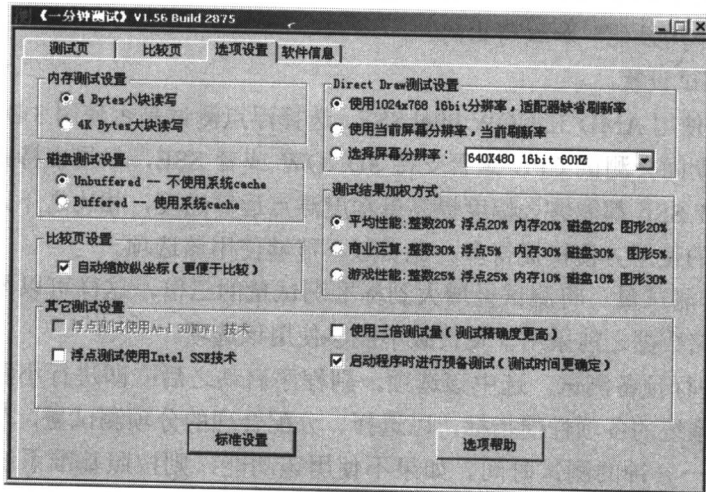 《一分钟测试》 V1.56 Build 2875
测试页 比较页 选项设置 软件信息
内存测试设置
4 Bytes小块读写
4K Bytes大块读写
磁盘测试设置
Unbuffered -- 不使用系统cache
Buffered -- 使用系统cache
比较页设置
自动缩放纵坐标(更便于比较)
Direct Draw测试设置
使用1024x768 16bit分辨率,适配器缺省刷新率
使用当前屏幕分辨率,当前刷新率
选择屏幕分辨率: 640X480 16bit 60HZ
测试结果加权方式
平均性能:整数20% 浮点20% 内存20% 磁盘20% 图形20%
商业运算:整数30% 浮点5% 内存30% 磁盘30% 图形5%
游戏性能:整数25% 浮点25% 内存10% 磁盘10% 图形30%
其它测试设置
浮点测试使用Amd 3DNOW! 技术
浮点测试使用Intel SSE技术
使用三倍测试量(测试精确度更高)
启动程序时进行预备测试(测试时间更确定)
标准设置
选项帮助